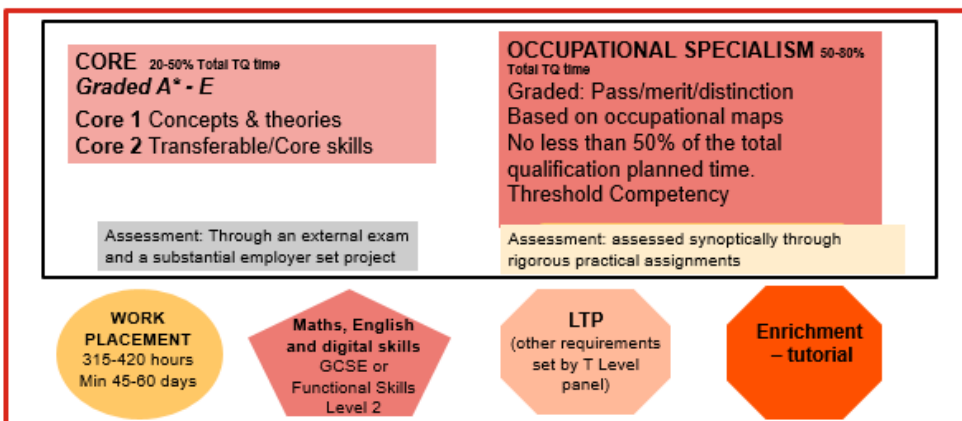 CORE 20-50% Total TQ time
Graded A* - E
Core 1 Concepts & theories
Core 2 Transferable/Core skills
Assessment: Through an external exam
and a substantial employer set project
OCCUPATIONAL SPECIALISM 50-80%
Total TQ time
Graded: Pass/merit/distinction
Based on occupational maps
No less than 50% of the total
qualification planned time.
Threshold Competency
Assessment: assessed synoptically through
rigorous practical assignments
WORK
PLACEMENT
315-420 hours
Min 45-60 days
Maths, English
and digital skills
GCSE or
Functional Skills
Level 2
LTP
(other requirements
set by T Level
panel)
Enrichment
– tutorial